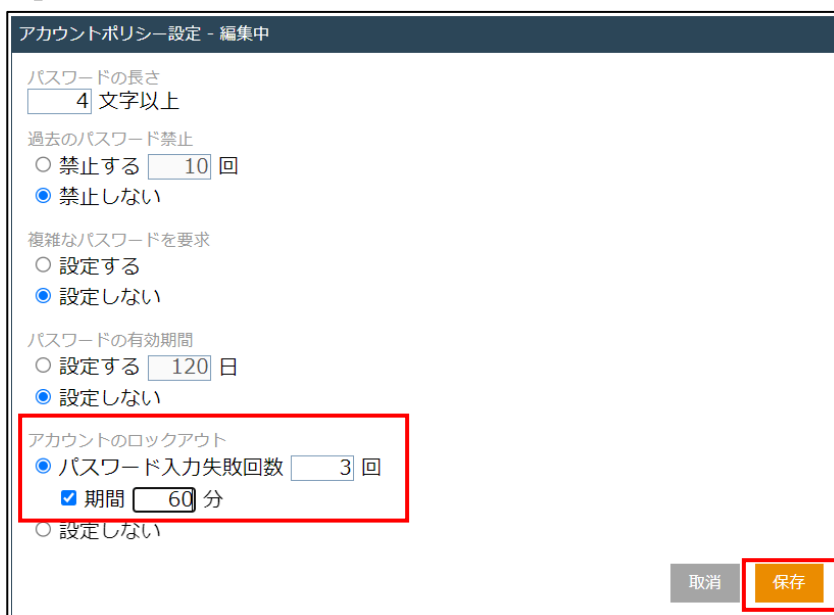 アカウントポリシー設定 - 編集中
パスワードの長さ
4 文字以上
過去のパスワード禁止
禁止する 10 回
禁止しない
複雑なパスワードを要求
設定する
設定しない
パスワードの有効期間
設定する 120 日
設定しない
アカウントのロックアウト
パスワード入力失敗回数 3 回
期間 60 分
設定しない
取消 保存